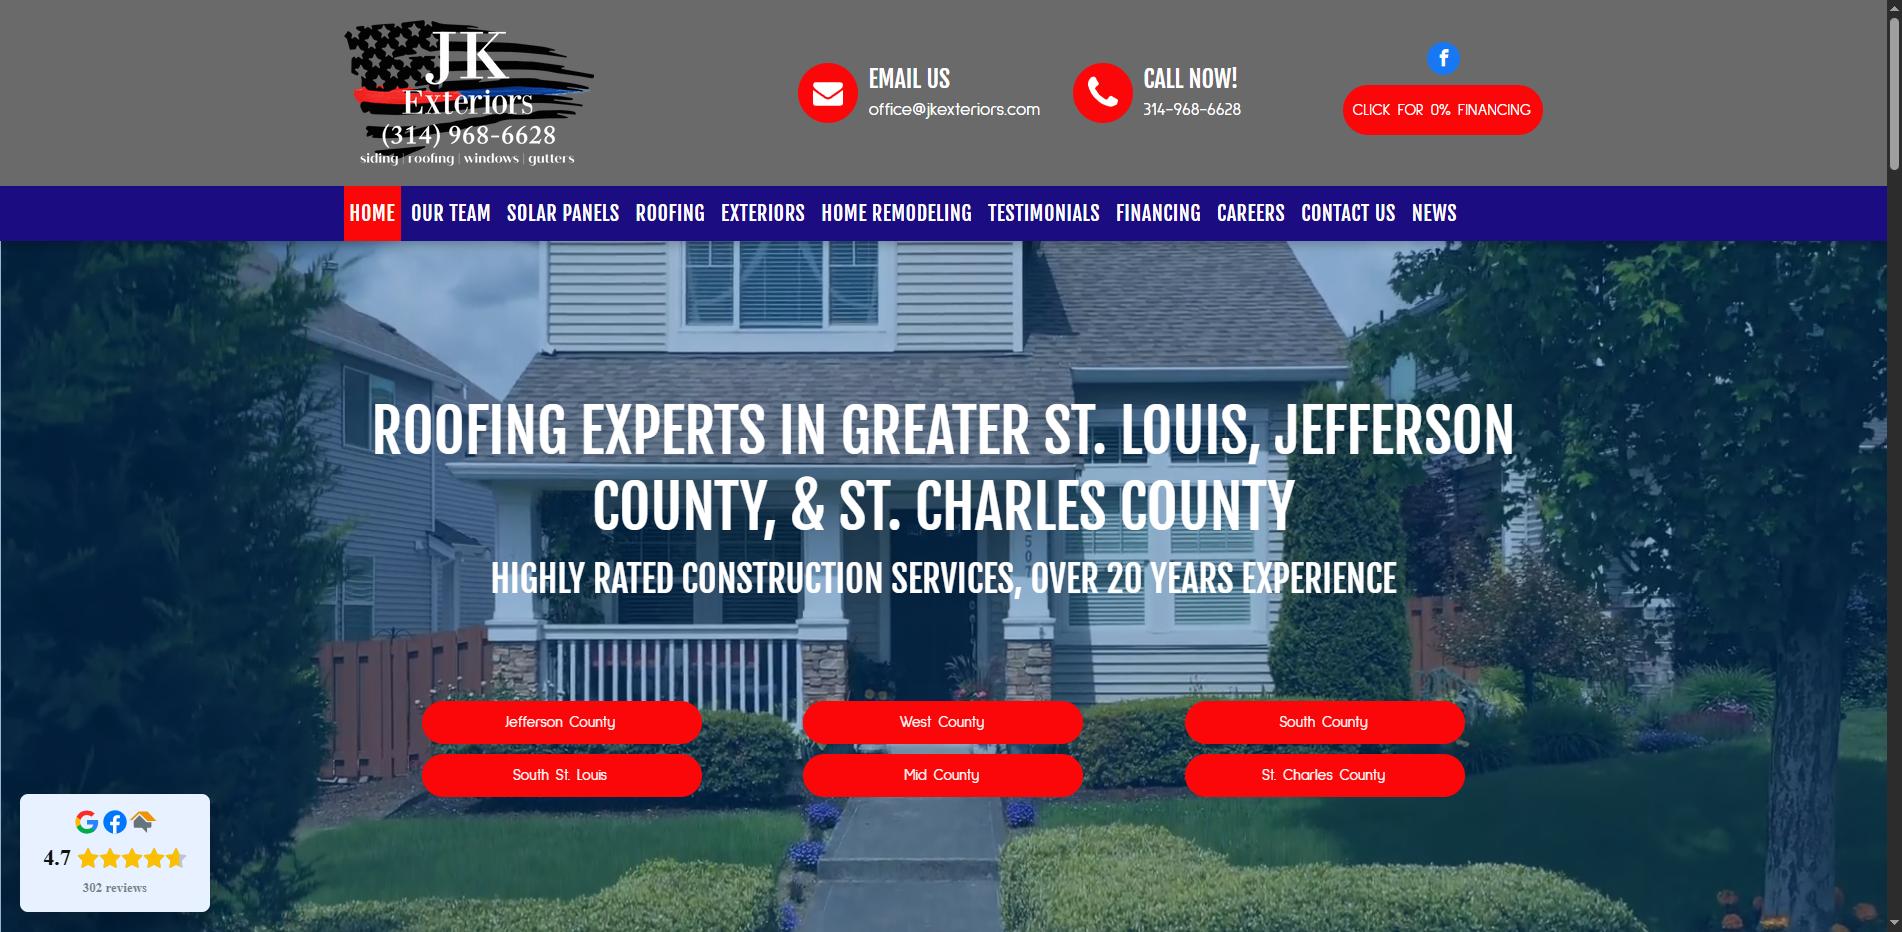 JK
Exteriors
(314) 968-6628
siding | roofing | windows | gutters
EMAIL US
office@jkexteriors.com
CALL NOW!
314-968-6628
CLICK FOR 0% FINANCING
HOME OUR TEAM SOLAR PANELS ROOFING EXTERIORS HOME REMODELING TESTIMONIALS FINANCING CAREERS CONTACT US NEWS
ROOFING EXPERTS IN GREATER ST. LOUIS, JEFFERSON
COUNTY, & ST. CHARLES COUNTY
HIGHLY RATED CONSTRUCTION SERVICES, OVER 20 YEARS EXPERIENCE
Jefferson County
West County
South County
South St. Louis
Mid County
St. Charles County
4.7
302 reviews